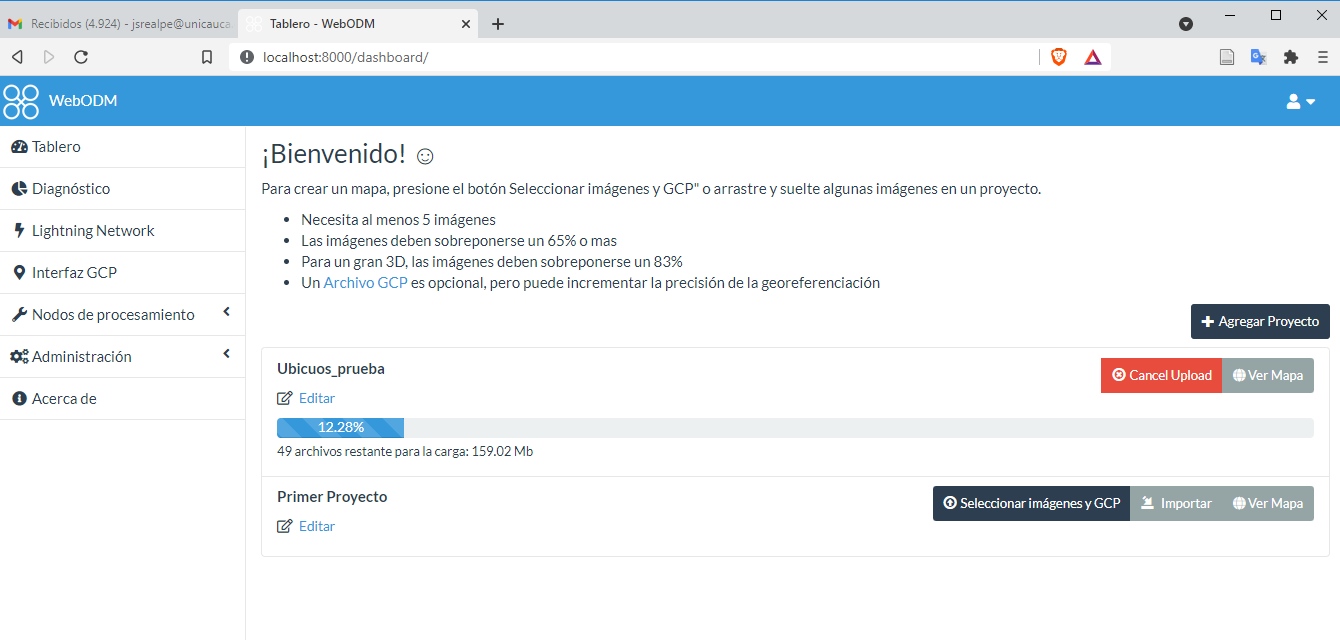 Recibidos (4.924) - jsrealpe@unicauca
Tablero - WebODM
localhost:8000/dashboard/
WebODM
Tablero
Diagnóstico
Lightning Network
Interfaz GCP
Nodos de procesamiento
Administración
Acerca de
¡Bienvenido!
Para crear un mapa, presione el botón Seleccionar imágenes y GCP" o arrastre y suelte algunas imágenes en un proyecto.
• Necesita al menos 5 imágenes
• Las imágenes deben sobreponerse un 65% o mas
• Para un gran 3D, las imágenes deben sobreponerse un 83%
• Un Archivo GCP es opcional, pero puede incrementar la precisión de la georeferenciación
Agregar Proyecto
Ubicuos_prueba
Cancel Upload Ver Mapa
Editar
12.28%
49 archivos restante para la carga: 159.02 Mb
Primer Proyecto
Seleccionar imágenes y GCP Importar Ver Mapa
Editar